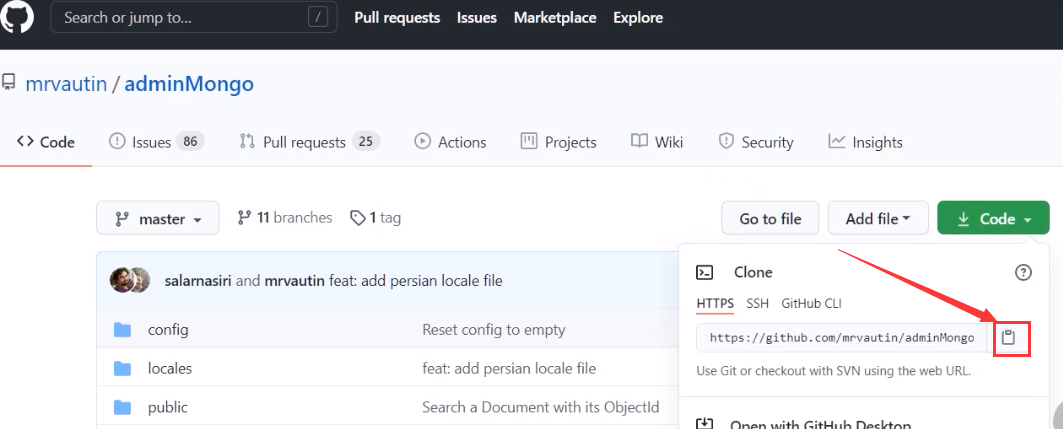 Search or jump to... / Pull requests Issues Marketplace Explore
mrvautin / adminMongo
Code Issues 86 Pull requests 25 Actions Projects Wiki Security Insights
master 11 branches 1 tag Go to file Add file Code
salarnasiri and mrvautin feat: add persian locale file
Clone
HTTPS SSH GitHub CLI
config Reset config to empty
https://github.com/mrvautin/adminMongo
locales feat: add persian locale file
Use Git or checkout with SVN using the web URL.
public Search a Document with its ObjectId
Open with GitHub Desktop